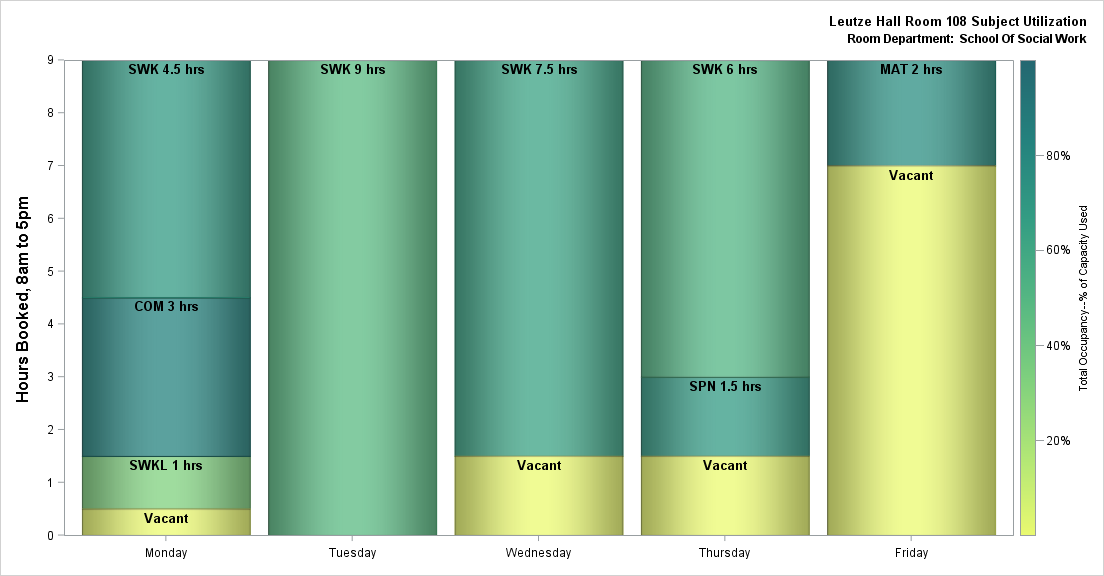 Leutze Hall Room 108 Subject Utilization
Room Department: School Of Social Work
Hours Booked, 8am to 5pm
9
8
7
6
5
4
3
2
1
0
SWK 4.5 hrs
COM 3 hrs
SWKL 1 hrs
Vacant
SWK 9 hrs
SWK 7.5 hrs
Vacant
SWK 6 hrs
SPN 1.5 hrs
Vacant
MAT 2 hrs
Vacant
Monday
Tuesday
Wednesday
Thursday
Friday
80%
60%
40%
20%
Total Occupancy--% of Capacity Used